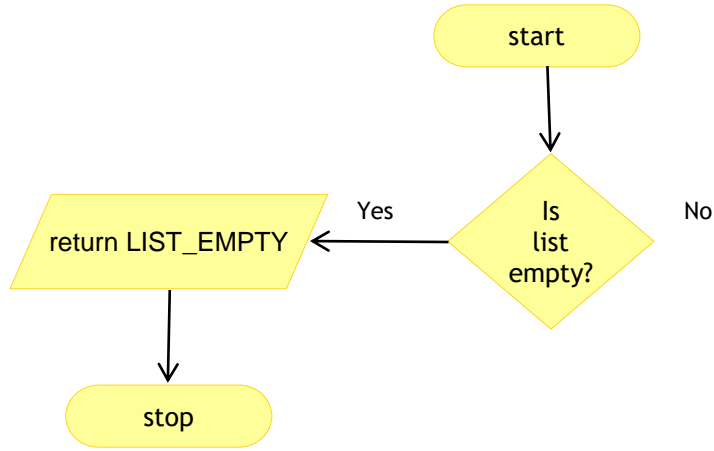 start
Is
list
empty?
Yes
No
return LIST_EMPTY
stop